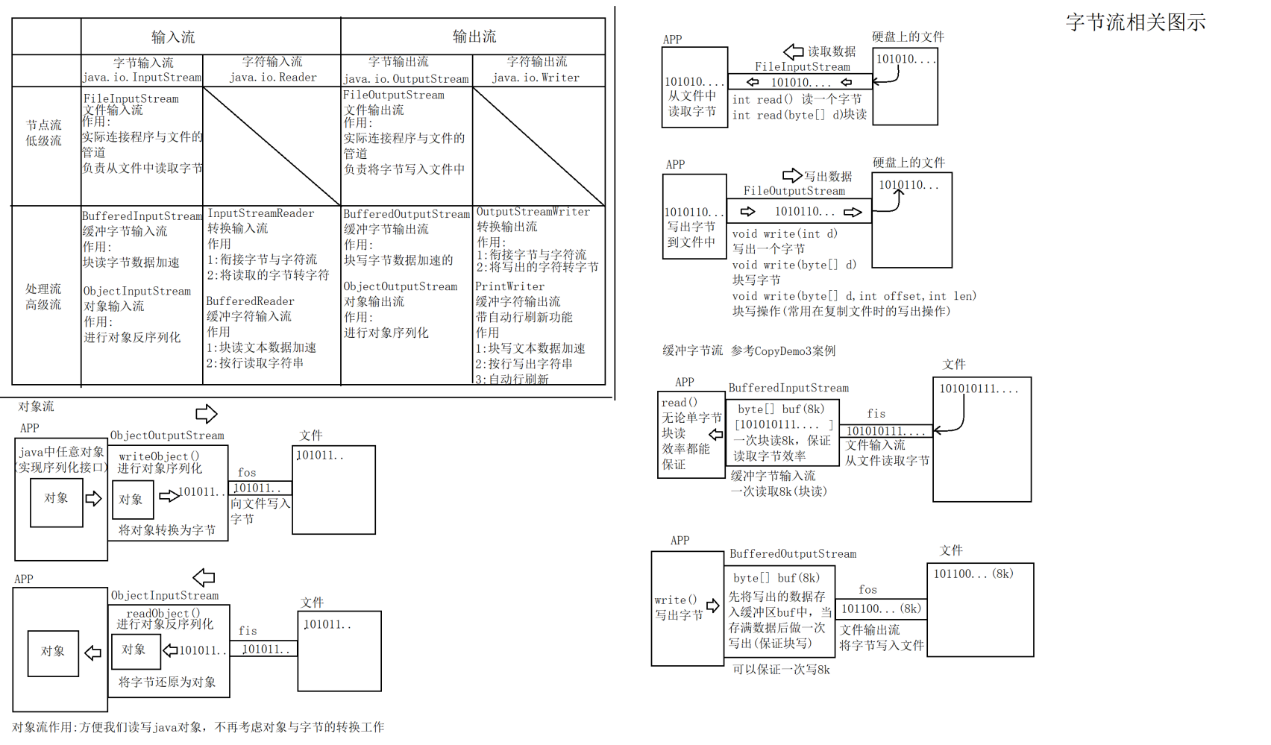 字节流相关图示
输入流
输出流
字节输入流
java.io.InputStream
字符输入流
java.io.Reader
字节输出流
java.io.OutputStream
字符输出流
java.io.Writer
节点流
低级流
FileInputStream
文件输入流
作用:
实际连接程序与文件的
管道
负责从文件中读取字节
FileOutputStream
文件输出流
作用:
实际连接程序与文件的
管道
负责将字节写入文件中
处理流
高级流
BufferedInputStream
缓冲字节输入流
作用:
块读字节数据加速
ObjectInputStream
对象输入流
作用:
进行对象反序列化
InputStreamReader
转换输入流
作用
1:衔接字节与字符流
2:将读取的字节转字符
BufferedReader
缓冲字符输入流
作用
1:块读文本数据加速
2:按行读取字符串
BufferedOutputStream
缓冲字节输出流
作用:
块写字节数据加速的
ObjectOutputStream
对象输出流
作用:
进行对象序列化
OutputStreamWriter
转换输出流
作用:
1:衔接字节与字符流
2:将写出的字符转字节
PrintWriter
缓冲字符输出流
带自动行刷新功能
作用
1:块写文本数据加速
2:按行写出字符串
3:自动行刷新
对象流
APP
java中任意对象
(实现序列化接口)
对象
ObjectOutputStream
writeObject()
进行对象序列化
对象
101011..
将对象转换为字节
fos
101011..
向文件写入
字节
文件
101011..
APP
对象
ObjectInputStream
readObject()
进行对象反序列化
对象
101011..
将字节还原为对象
fis
101011..
文件
101011..
对象流作用:方便我们读写java对象，不再考虑对象与字节的转换工作
APP
101010....
从文件中
读取字节
读取数据
FileInputStream
101010....
int read() 读一个字节
int read(byte[] d)块读
硬盘上的文件
101010....
APP
1010110...
写出字节
到文件中
写出数据
FileOutputStream
1010110...
void write(int d)
写出一个字节
void write(byte[] d)
块写字节
void write(byte[] d,int offset,int len)
块写操作(常用在复制文件时的写出操作)
硬盘上的文件
1010110...
缓冲字节流 参考CopyDemo3案例
APP
read()
无论单字节
块读
效率都能
保证
BufferedInputStream
byte[] buf(8k)
[101010111.... ]
一次块读8k，保证
读取字节效率
缓冲字节输入流
一次读取8k(块读)
fis
101010111....
文件输入流
从文件读取字节
文件
101010111....
APP
write()
写出字节
BufferedOutputStream
byte[] buf(8k)
先将写出的数据存
入缓冲区buf中，当
存满数据后做一次
写出(保证块写)
可以保证一次写8k
fos
101100...(8k)
文件输出流
将字节写入文件
文件
101100...(8k)